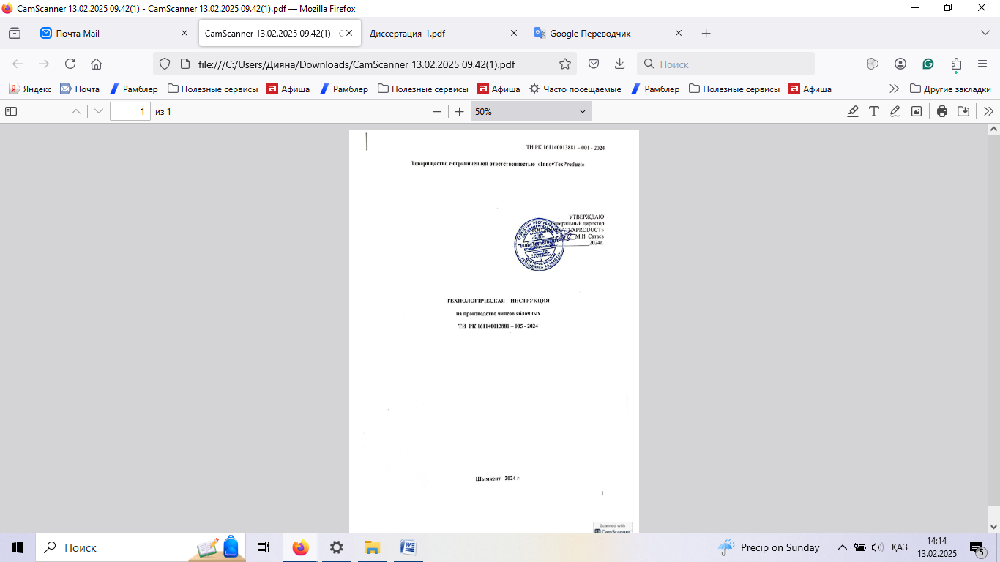 CamScanner 13.02.2025 09.42(1) - CamScanner 13.02.2025 09.42(1).pdf — Mozilla Firefox
Почта Mail
CamScanner 13.02.2025 09.42(1) - C
Диссертация-1.pdf
Google Переводчик
file:///C:/Users/Дияна/Downloads/CamScanner 13.02.2025 09.42(1).pdf
Поиск
Яндекс Почта Рамблер Полезные сервисы Афиша Рамблер Полезные сервисы Афиша Часто посещаемые Рамблер Полезные сервисы Афиша Другие закладки
1 из 1
50%
ТИ РК 161140013881 – 001 - 2024
Товарищество с ограниченной ответственностью «InnovTexProduct»
УТВЕРЖДАЮ
Генеральный директор
TEXPRODUCT»
М.И. Сатаев
2024г.
ТЕХНОЛОГИЧЕСКАЯ ИНСТРУКЦИЯ
на производство чипсов яблочных
ТИ РК 161140013881 – 005 - 2024
Шымкент 2024 г.
1
Scanned with
CamScanner
Поиск
Precip on Sunday
ҚАЗ
14:14
13.02.2025
5